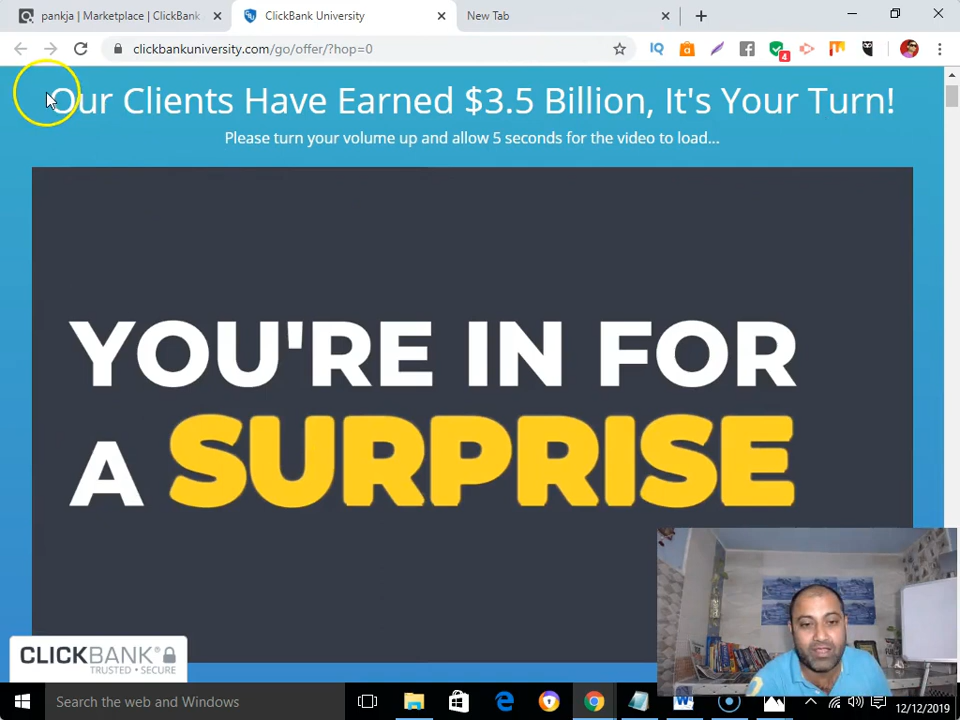 pankja | Marketplace | ClickBank
ClickBank University
New Tab
clickbankuniversity.com/go/offer/?hop=0
4
Our Clients Have Earned $3.5 Billion, It's Your Turn!
Please turn your volume up and allow 5 seconds for the video to load...
YOU'RE IN FOR
A SURPRISE
CLICKBANK®
TRUSTED • SECURE
Search the web and Windows
12/12/2019